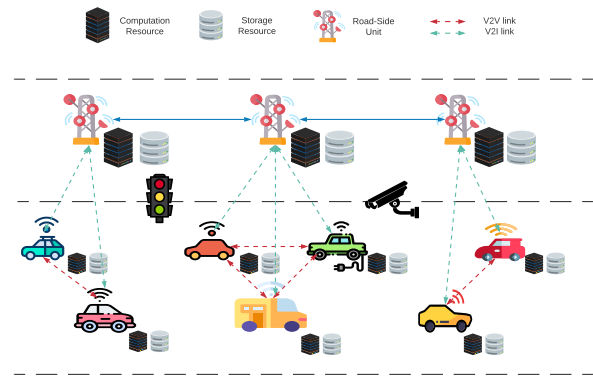 Computation
Resource
Storage
Resource
Road-Side
Unit
V2V link
V2I link